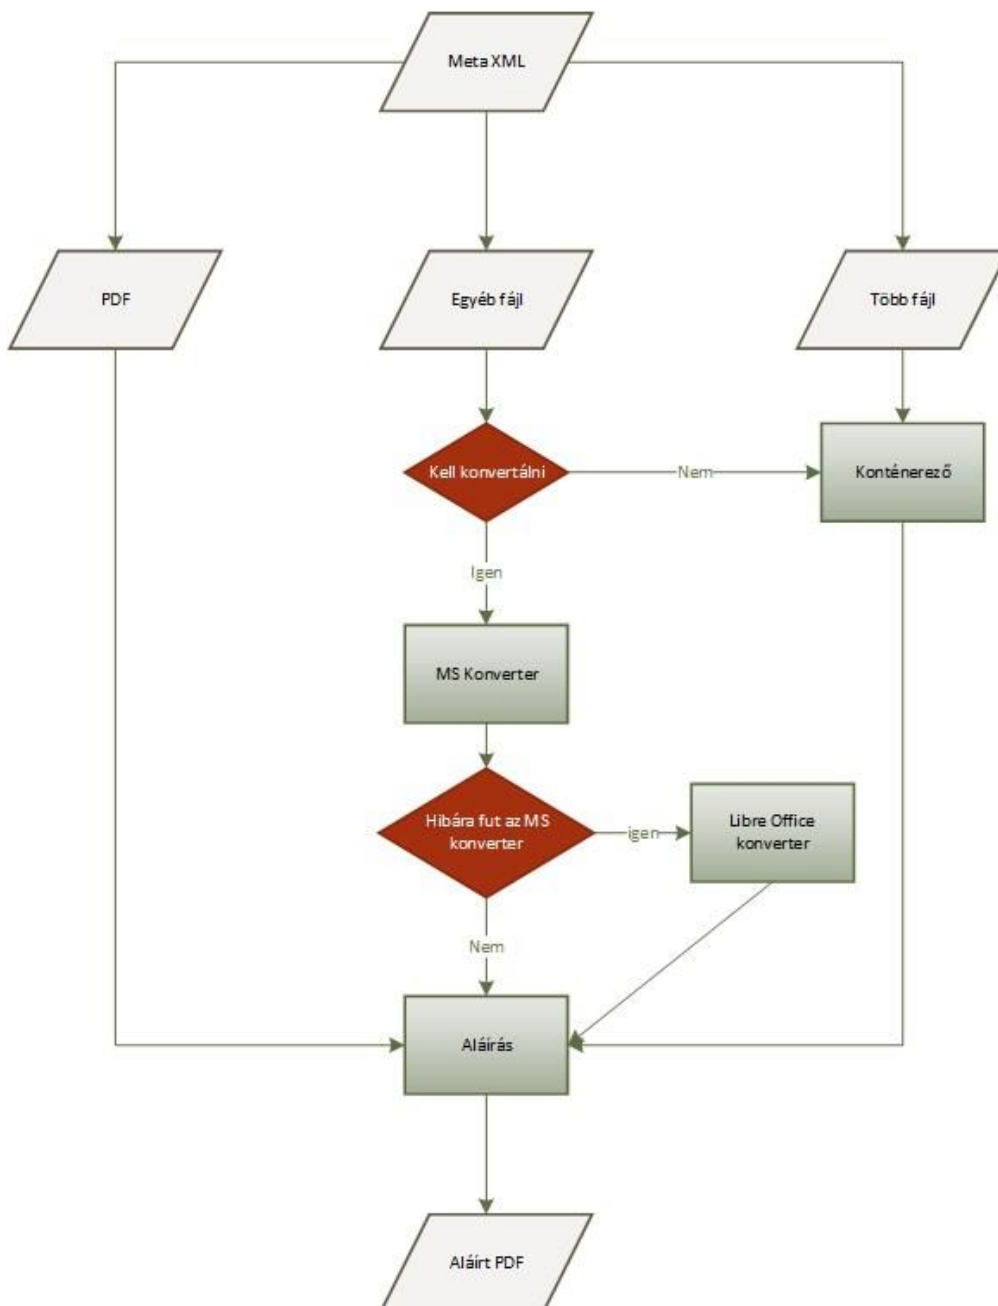 Meta XML
PDF
Egyéb fájl
Több fájl
Kell konvertálni
Nem
Konténerező
Igen
MS Konverter
Hibára fut az MS
konverter
igen
Libre Office
konverter
Nem
Aláírás
Aláírt PDF